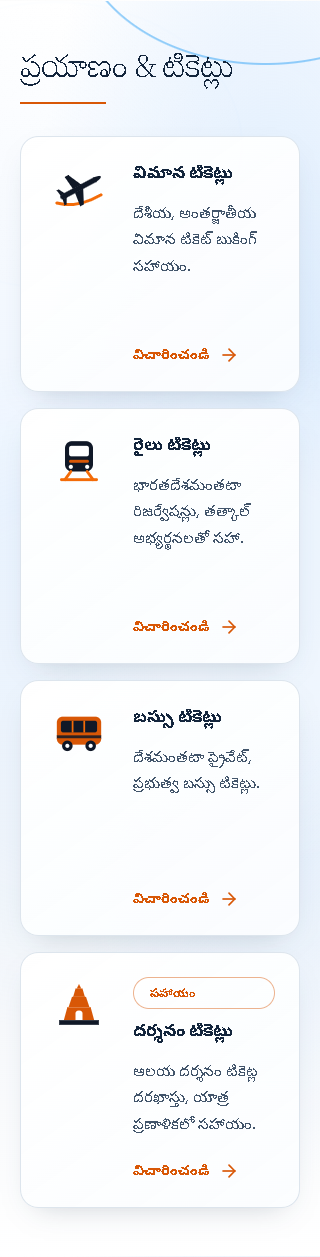 ప్రయాణం & టికెట్లు
విమాన టికెట్లు
దేశీయ, అంతర్జాతీయ
విమాన టికెట్ బుకింగ్
సహాయం.
విచారించండి
రైలు టికెట్లు
భారతదేశమంతటా
రిజర్వేషన్లు, తత్కాల్
అభ్యర్థనలతో సహా.
విచారించండి
బస్సు టికెట్లు
దేశమంతటా ప్రైవేట్,
ప్రభుత్వ బస్సు టికెట్లు.
విచారించండి
సహాయం
దర్శనం టికెట్లు
ఆలయ దర్శనం టికెట్ల
దరఖాస్తు, యాత్ర
ప్రణాళికలో సహాయం.
విచారించండి